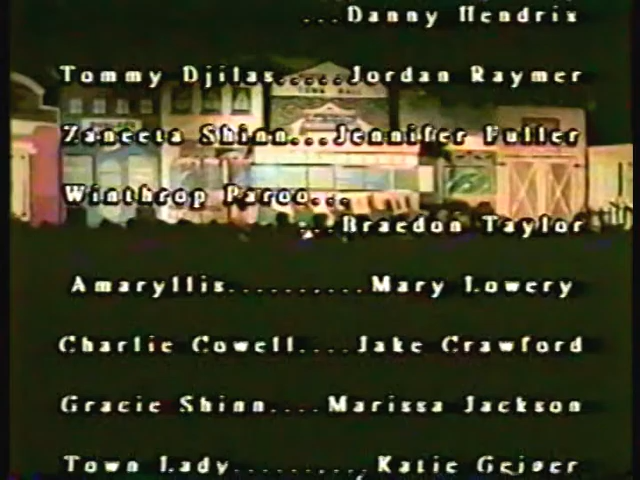 ...Danny Hendrix
Tommy Djilas.....Jordan Raymer
Zaneeta Shinn...Jennifer Fuller
Winthrop Paroo...
...Braedon Taylor
Amaryllis..........Mary Lowery
Charlie Cowell....Jake Crawford
Gracie Shinn....Marissa Jackson
Town Lady..........Katie Geiger